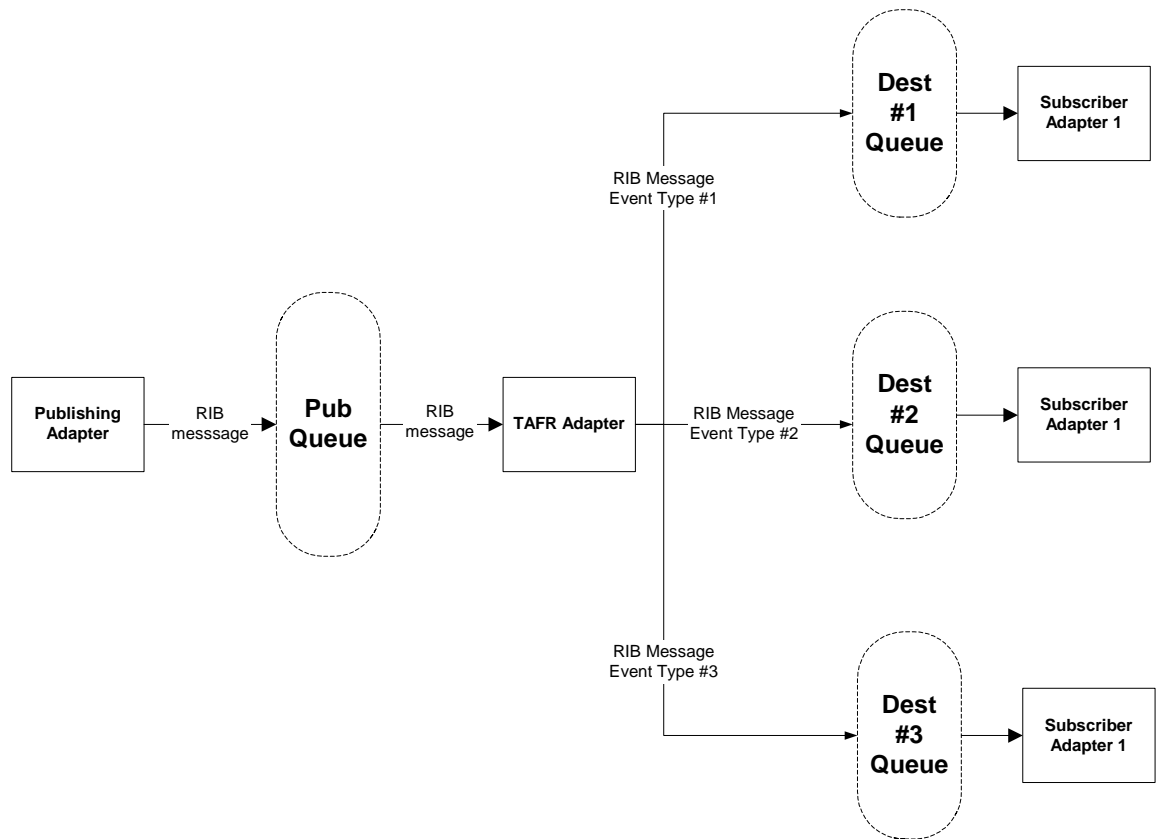 Dest
#1
Queue
Subscriber
Adapter 1
RIB Message
Event Type #1
Publishing
Adapter
RIB
messsage
Pub
Queue
RIB
message
TAFR Adapter
RIB Message
Event Type #2
Dest
#2
Queue
Subscriber
Adapter 1
RIB Message
Event Type #3
Dest
#3
Queue
Subscriber
Adapter 1